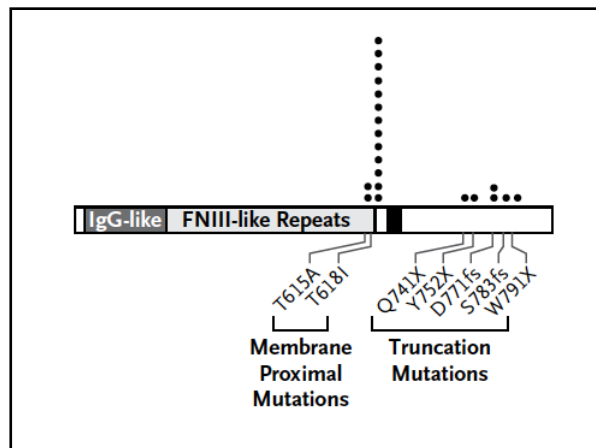 IgG-like FNIII-like Repeats
T615A
T618I
Q741X
Y752X
D771fs
S783fs
W791X
Membrane
Proximal
Mutations
Truncation
Mutations